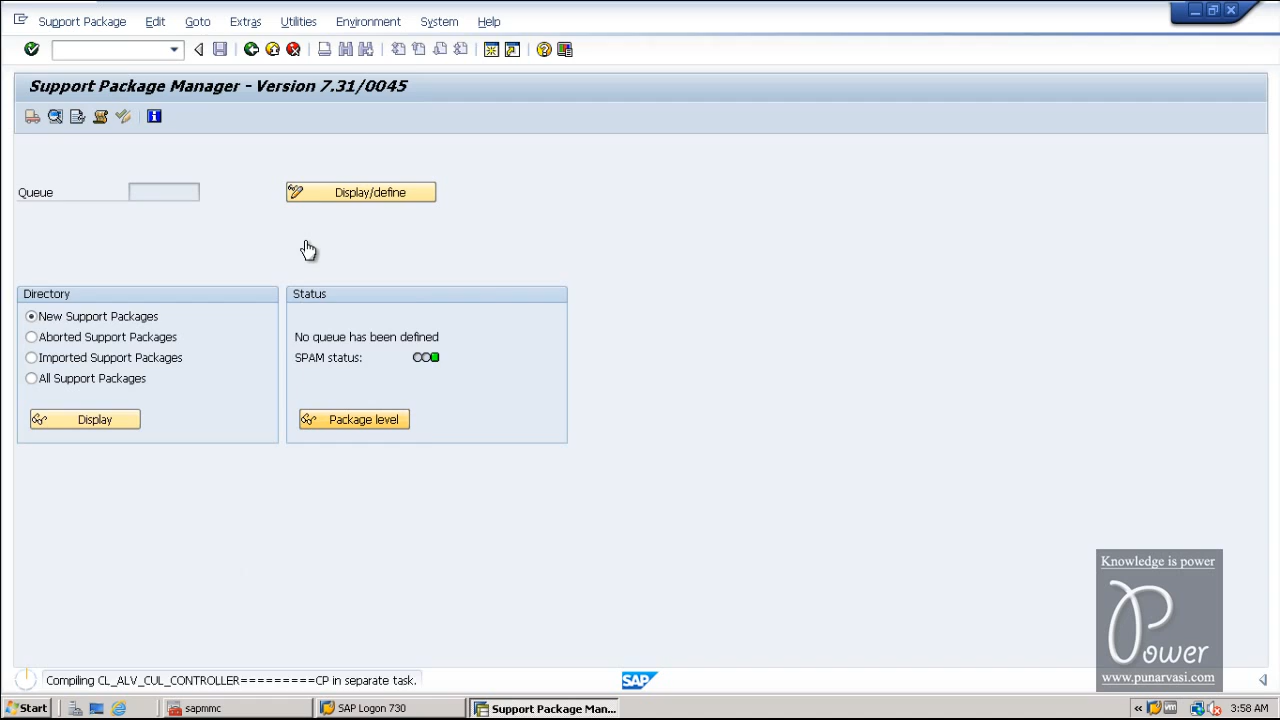 Support Package Edit Goto Extras Utilities Environment System Help
Support Package Manager - Version 7.31/0045
Queue Display/define
Directory
New Support Packages
Aborted Support Packages
Imported Support Packages
All Support Packages
Display
Status
No queue has been defined
SPAM status:
Package level
Knowledge is power
Power
www.punarvasi.com
Compiling CL_ALV_CUL_CONTROLLER=========CP in separate task.
SAP
Start sapmmc SAP Logon 730 Support Package Man... « 3:58 AM